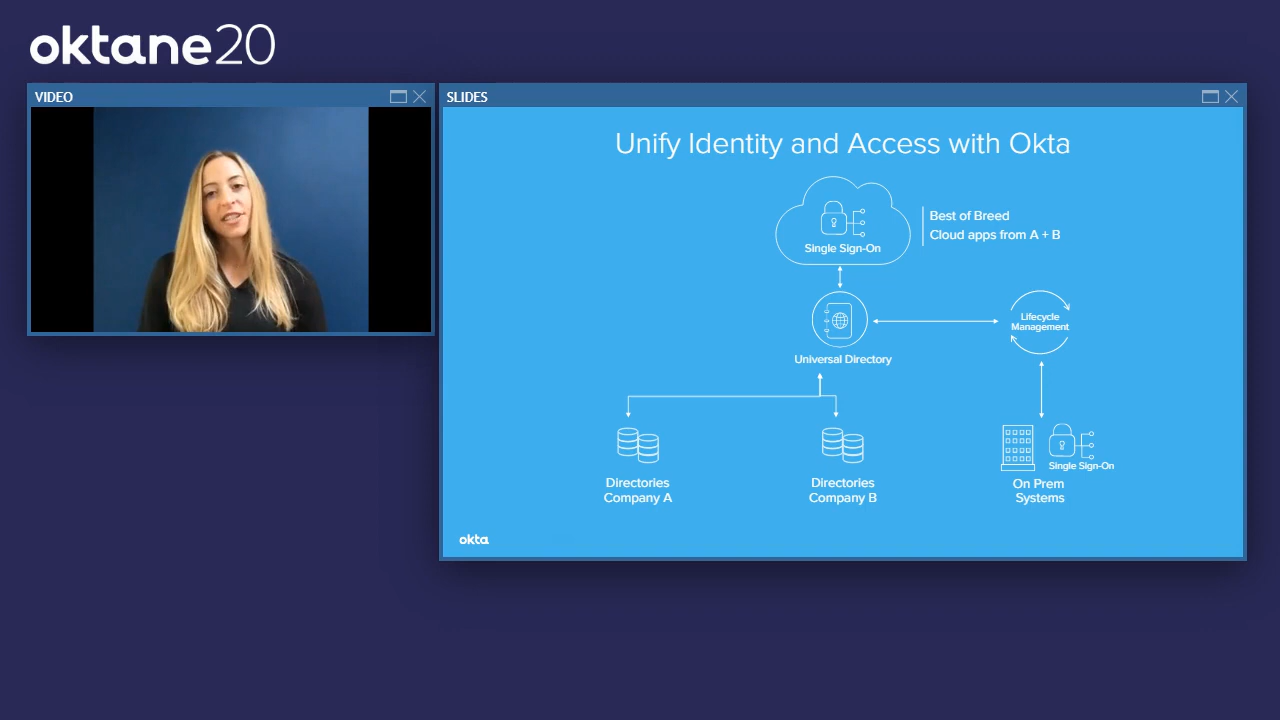 oktane20
VIDEO
SLIDES
Unify Identity and Access with Okta
Single Sign-On
Best of Breed
Cloud apps from A + B
Universal Directory
Lifecycle
Management
Directories
Company A
Directories
Company B
Single Sign-On
On Prem
Systems
okta